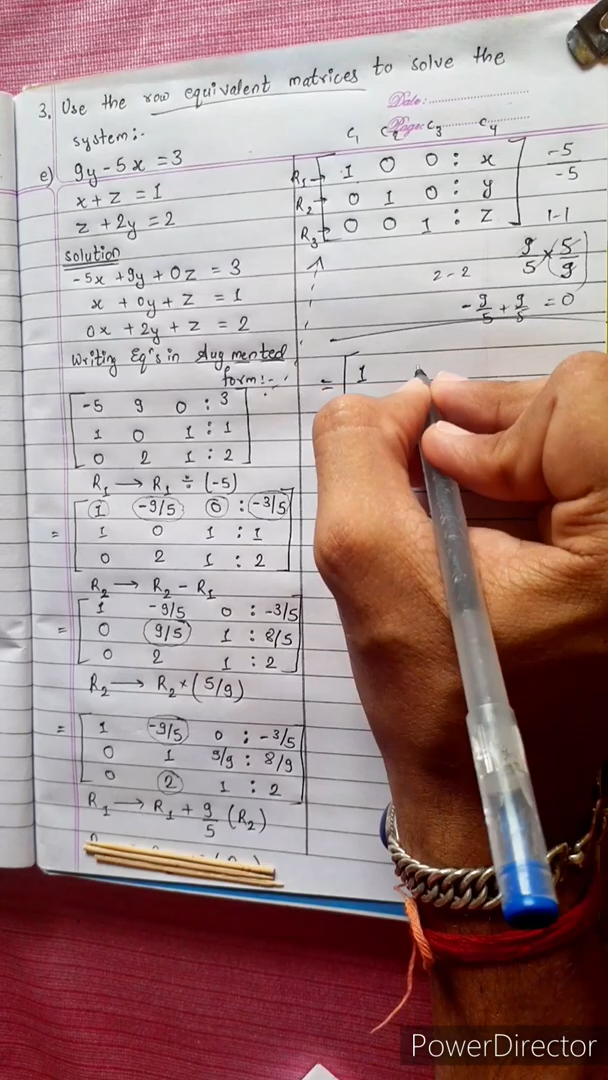 3. Use the row equivalent matrices to solve the
system:-
Date:
Page:
e) 9y - 5x = 3
x + z = 1
z + 2y = 2
solution
-5x + 9y + 0z = 3
x + 0y + z = 1
0x + 2y + z = 2
Writing Eqⁿs in Augmented
form:-
-5 9 0 : 3
1 0 1 : 1
0 2 1 : 2
R₁ → R₁ ÷ (-5)
= 1 -9/5 0 : -3/5
1 0 1 : 1
0 2 1 : 2
R₂ → R₂ - R₁
= 1 -9/5 0 : -3/5
0 9/5 1 : 8/5
0 2 1 : 2
R₂ → R₂ × (5/9)
= 1 -9/5 0 : -3/5
0 1 5/9 : 8/9
0 2 1 : 2
R₁ → R₁ + 9/5 (R₂)
C₁ C₂ C₃ C₄
R₁ → 1 0 0 : x
R₂ → 0 1 0 : y
R₃ → 0 0 1 : z
-5/-5
1-1
9/5 × (5/9)
2-2
-9/5 + 9/5 = 0
= [ 1
PowerDirector